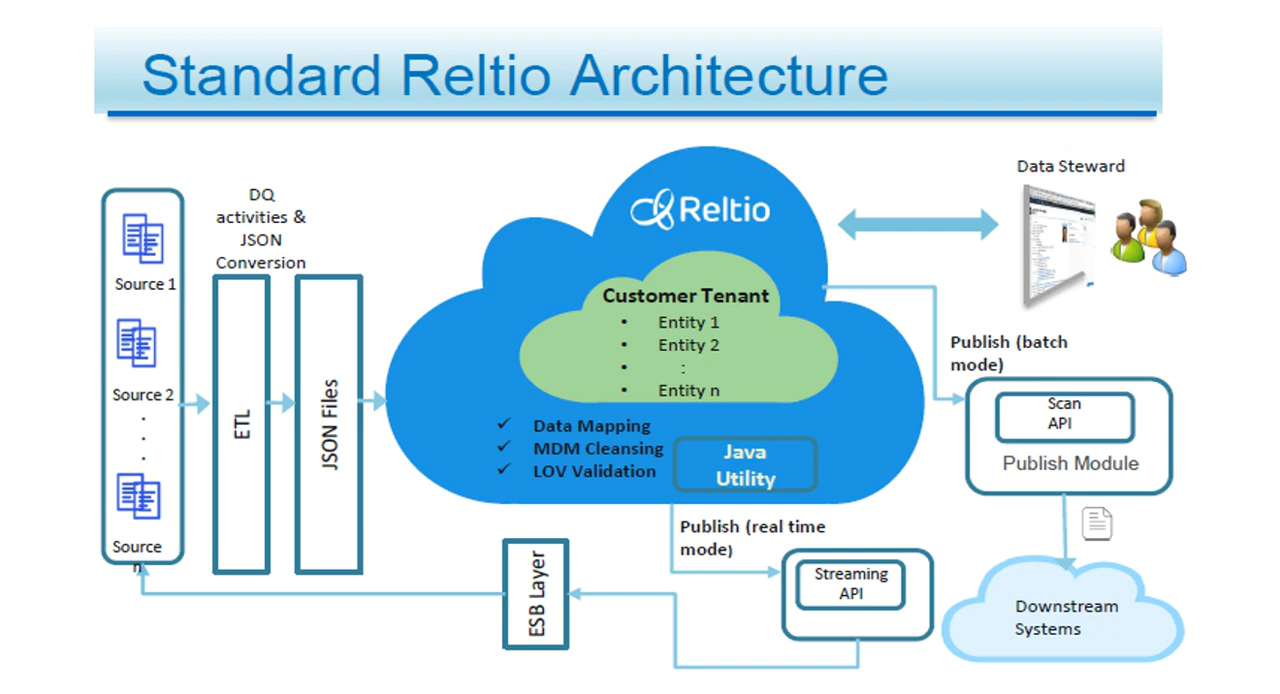 Standard Reltio Architecture
Data Steward
DQ
activities &
JSON
Conversion
Source 1
Source 2
.
.
.
Source
n
ETL
JSON Files
Reltio
Customer Tenant
• Entity 1
• Entity 2
• :
• Entity n
✓ Data Mapping
✓ MDM Cleansing
✓ LOV Validation
Java
Utility
Publish (batch
mode)
Scan
API
Publish Module
Publish (real time
mode)
Streaming
API
ESB Layer
Downstream
Systems